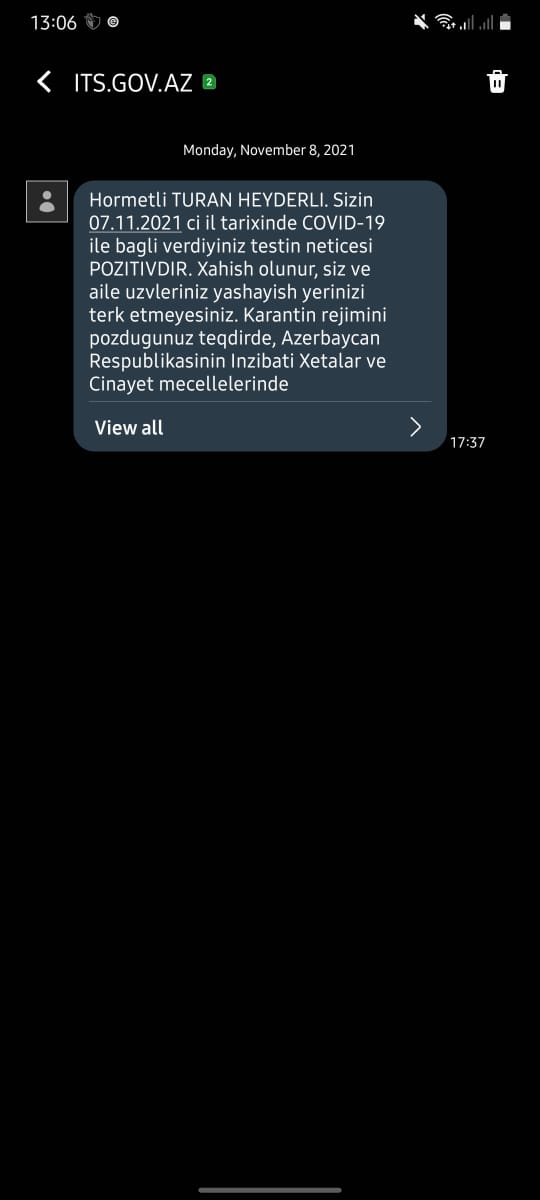 13:06
ITS.GOV.AZ 2
Monday, November 8, 2021
Hormetli TURAN HEYDERLI. Sizin
07.11.2021 ci il tarixinde COVID-19
ile bagli verdiyiniz testin neticesi
POZITIVDIR. Xahish olunur, siz ve
aile uzvleriniz yashayish yerinizi
terk etmeyesiniz. Karantin rejimini
pozdugunuz teqdirde, Azerbaycan
Respublikasinin Inzibati Xetalar ve
Cinayet mecellelerinde
View all
17:37